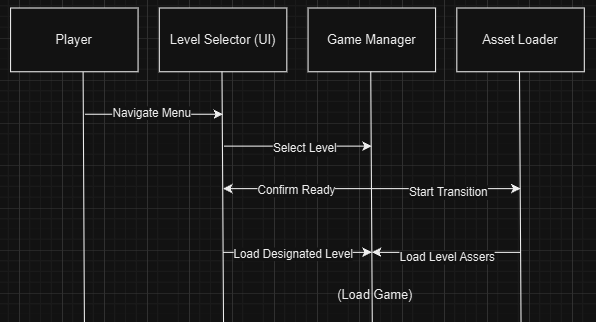 Player
Level Selector (UI)
Game Manager
Asset Loader
Navigate Menu
Select Level
Confirm Ready
Start Transition
Load Designated Level
Load Level Assers
(Load Game)